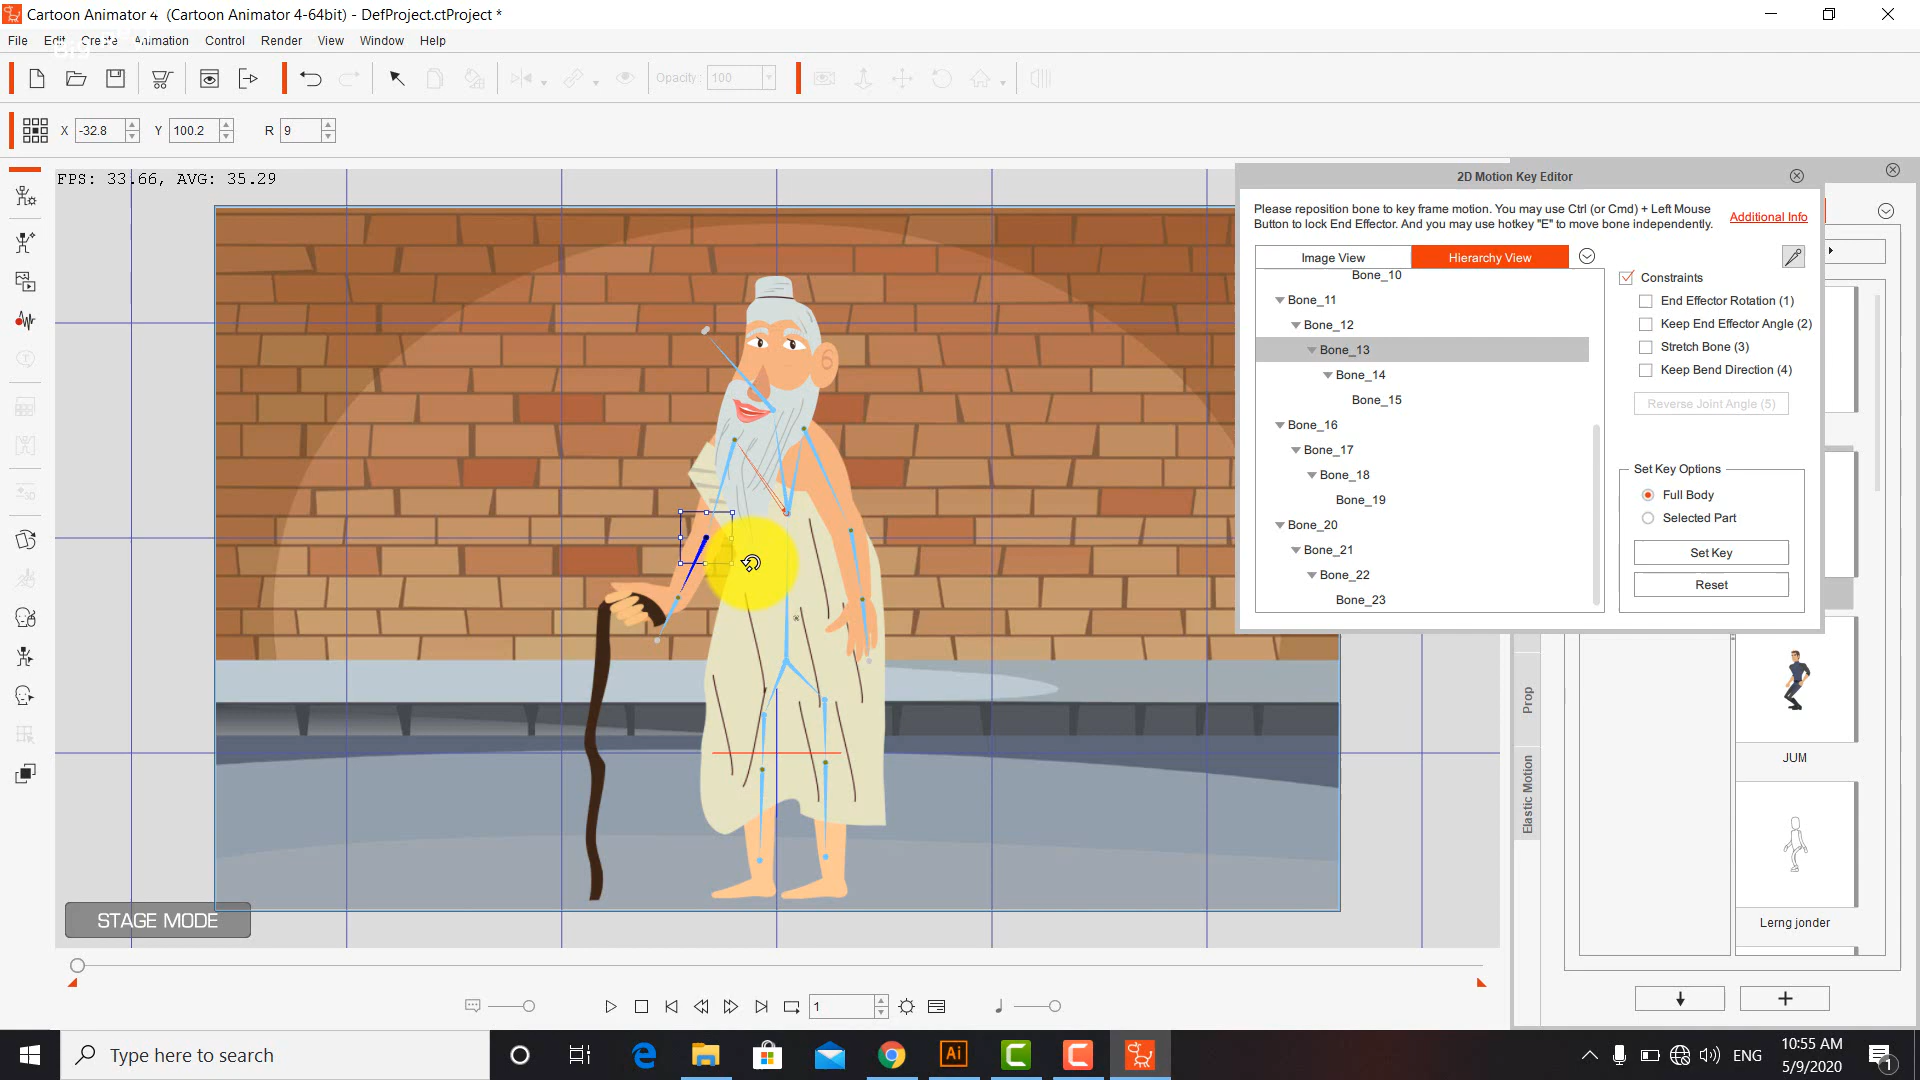 Cartoon Animator 4  (Cartoon Animator 4-64bit) - DefProject.ctProject *
File Edit Create Animation Control Render View Window Help
Opacity : 100
X -32.8 Y 100.2 R 9
FPS: 33.66, AVG: 35.29
2D Motion Key Editor
Please reposition bone to key frame motion. You may use Ctrl (or Cmd) + Left Mouse
Button to lock End Effector. And you may use hotkey "E" to move bone independently.
Additional Info
Image View Hierarchy View
Bone_10
Bone_11
Bone_12
Bone_13
Bone_14
Bone_15
Bone_16
Bone_17
Bone_18
Bone_19
Bone_20
Bone_21
Bone_22
Bone_23
Constraints
End Effector Rotation (1)
Keep End Effector Angle (2)
Stretch Bone (3)
Keep Bend Direction (4)
Reverse Joint Angle (5)
Set Key Options
Full Body
Selected Part
Set Key
Reset
Prop
Elastic Motion
JUM
Lerng jonder
STAGE MODE
1
Type here to search
Ai
ENG
10:55 AM
5/9/2020
1